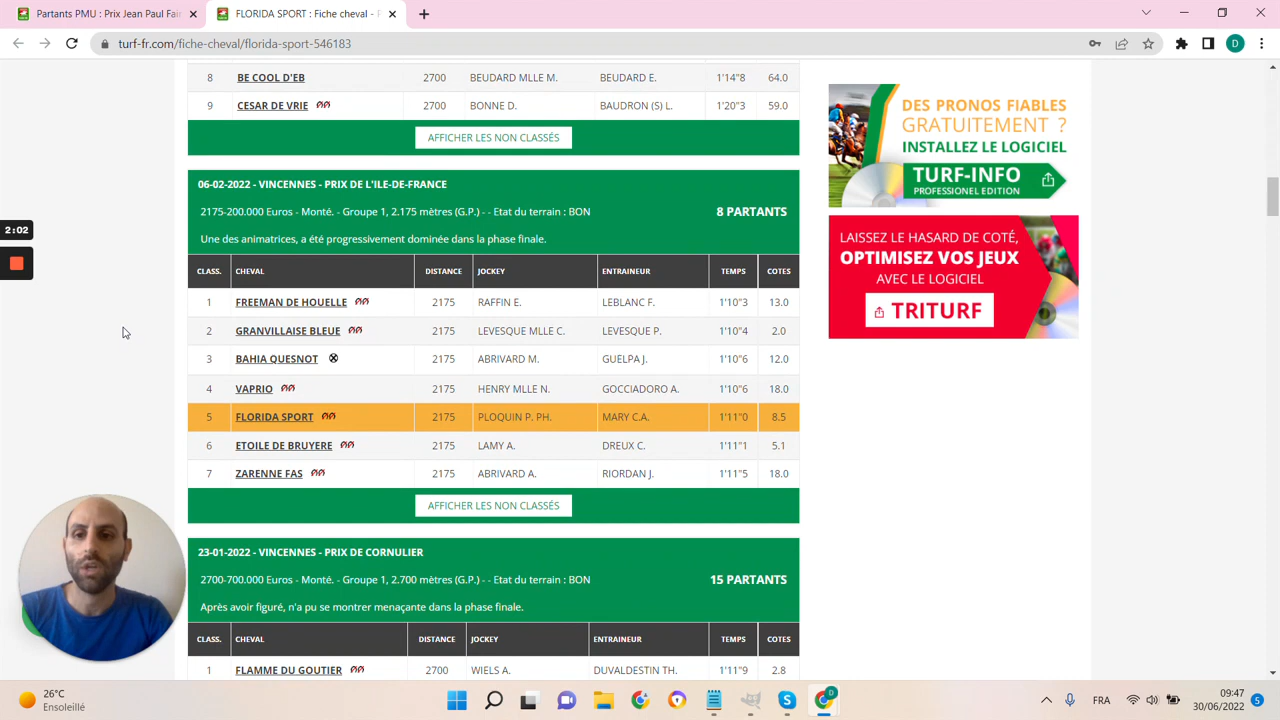 Partants PMU : Prix Jean Paul Fair
FLORIDA SPORT : Fiche cheval -
turf-fr.com/fiche-cheval/florida-sport-546183
8 BE COOL D'EB 2700 BEUDARD MLLE M. BEUDARD E. 1'14"8 64.0
9 CESAR DE VRIE 2700 BONNE D. BAUDRON (S) L. 1'20"3 59.0
AFFICHER LES NON CLASSÉS
06-02-2022 - VINCENNES - PRIX DE L'ILE-DE-FRANCE
2175-200.000 Euros - Monté. - Groupe 1, 2.175 mètres (G.P.) - - Etat du terrain : BON
8 PARTANTS
Une des animatrices, a été progressivement dominée dans la phase finale.
CLASS. CHEVAL DISTANCE JOCKEY ENTRAINEUR TEMPS COTES
1 FREEMAN DE HOUELLE 2175 RAFFIN E. LEBLANC F. 1'10"3 13.0
2 GRANVILLAISE BLEUE 2175 LEVESQUE MLLE C. LEVESQUE P. 1'10"4 2.0
3 BAHIA QUESNOT 2175 ABRIVARD M. GUELPA J. 1'10"6 12.0
4 VAPRIO 2175 HENRY MLLE N. GOCCIADORO A. 1'10"6 18.0
5 FLORIDA SPORT 2175 PLOQUIN P. PH. MARY C.A. 1'11"0 8.5
6 ETOILE DE BRUYERE 2175 LAMY A. DREUX C. 1'11"1 5.1
7 ZARENNE FAS 2175 ABRIVARD A. RIORDAN J. 1'11"5 18.0
AFFICHER LES NON CLASSÉS
23-01-2022 - VINCENNES - PRIX DE CORNULIER
2700-700.000 Euros - Monté. - Groupe 1, 2.700 mètres (G.P.) - - Etat du terrain : BON
15 PARTANTS
Après avoir figuré, n'a pu se montrer menaçante dans la phase finale.
CLASS. CHEVAL DISTANCE JOCKEY ENTRAINEUR TEMPS COTES
1 FLAMME DU GOUTIER 2700 WIELS A. DUVALDESTIN TH. 1'11"9 2.8
DES PRONOS FIABLES
GRATUITEMENT ?
INSTALLEZ LE LOGICIEL
TURF-INFO
PROFESSIONEL EDITION
LAISSEZ LE HASARD DE COTÉ,
OPTIMISEZ VOS JEUX
AVEC LE LOGICIEL
TRITURF
2:02
D
26°C
Ensoleillé
D
FRA
09:47
30/06/2022
5